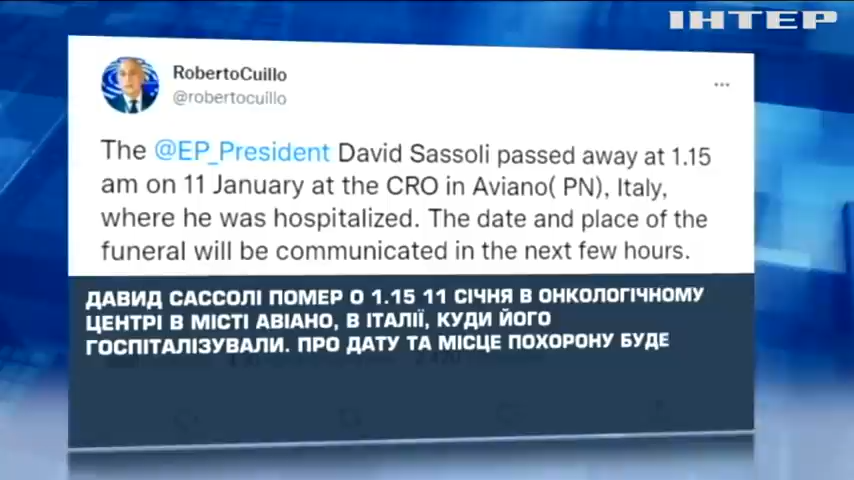 ІНТЕР
RobertoCuillo
@robertocuillo
The @EP_President David Sassoli passed away at 1.15
am on 11 January at the CRO in Aviano( PN), Italy,
where he was hospitalized. The date and place of the
funeral will be communicated in the next few hours.
ДАВИД САССОЛІ ПОМЕР О 1.15 11 СІЧНЯ В ОНКОЛОГІЧНОМУ
ЦЕНТРІ В МІСТІ АВІАНО, В ІТАЛІЇ, КУДИ ЙОГО
ГОСПІТАЛІЗУВАЛИ. ПРО ДАТУ ТА МІСЦЕ ПОХОРОНУ БУДЕ